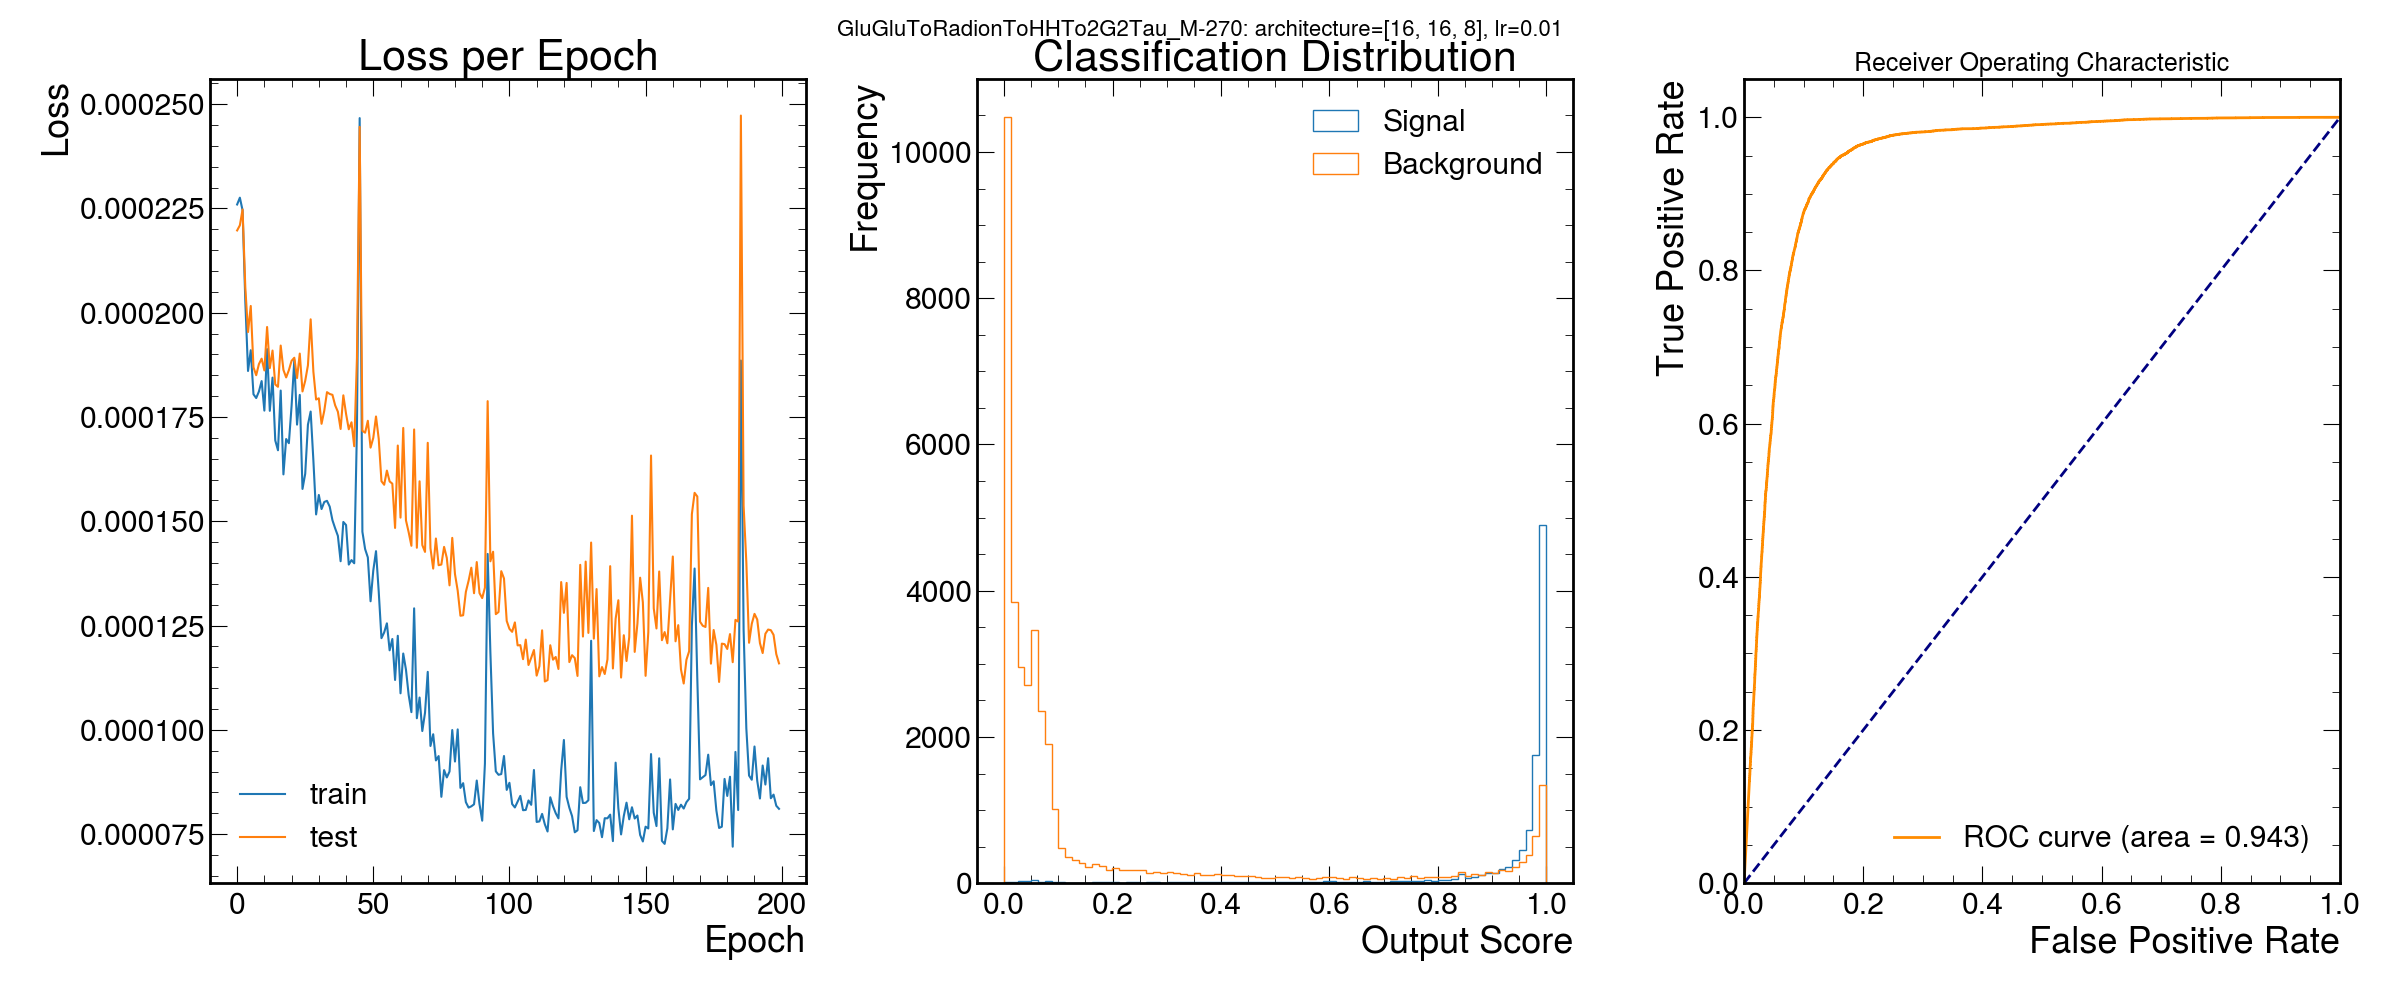 GluGluToRadionToHHTo2G2Tau_M-270: architecture=[16, 16, 8], lr=0.01
Loss per Epoch
Loss
0.000250
0.000225
0.000200
0.000175
0.000150
0.000125
0.000100
0.000075
train
test
0 50 100 150 200
Epoch
Classification Distribution
Frequency
10000
8000
6000
4000
2000
0
Signal
Background
0.0 0.2 0.4 0.6 0.8 1.0
Output Score
Receiver Operating Characteristic
True Positive Rate
1.0
0.8
0.6
0.4
0.2
0.0
ROC curve (area = 0.943)
0.0 0.2 0.4 0.6 0.8 1.0
False Positive Rate